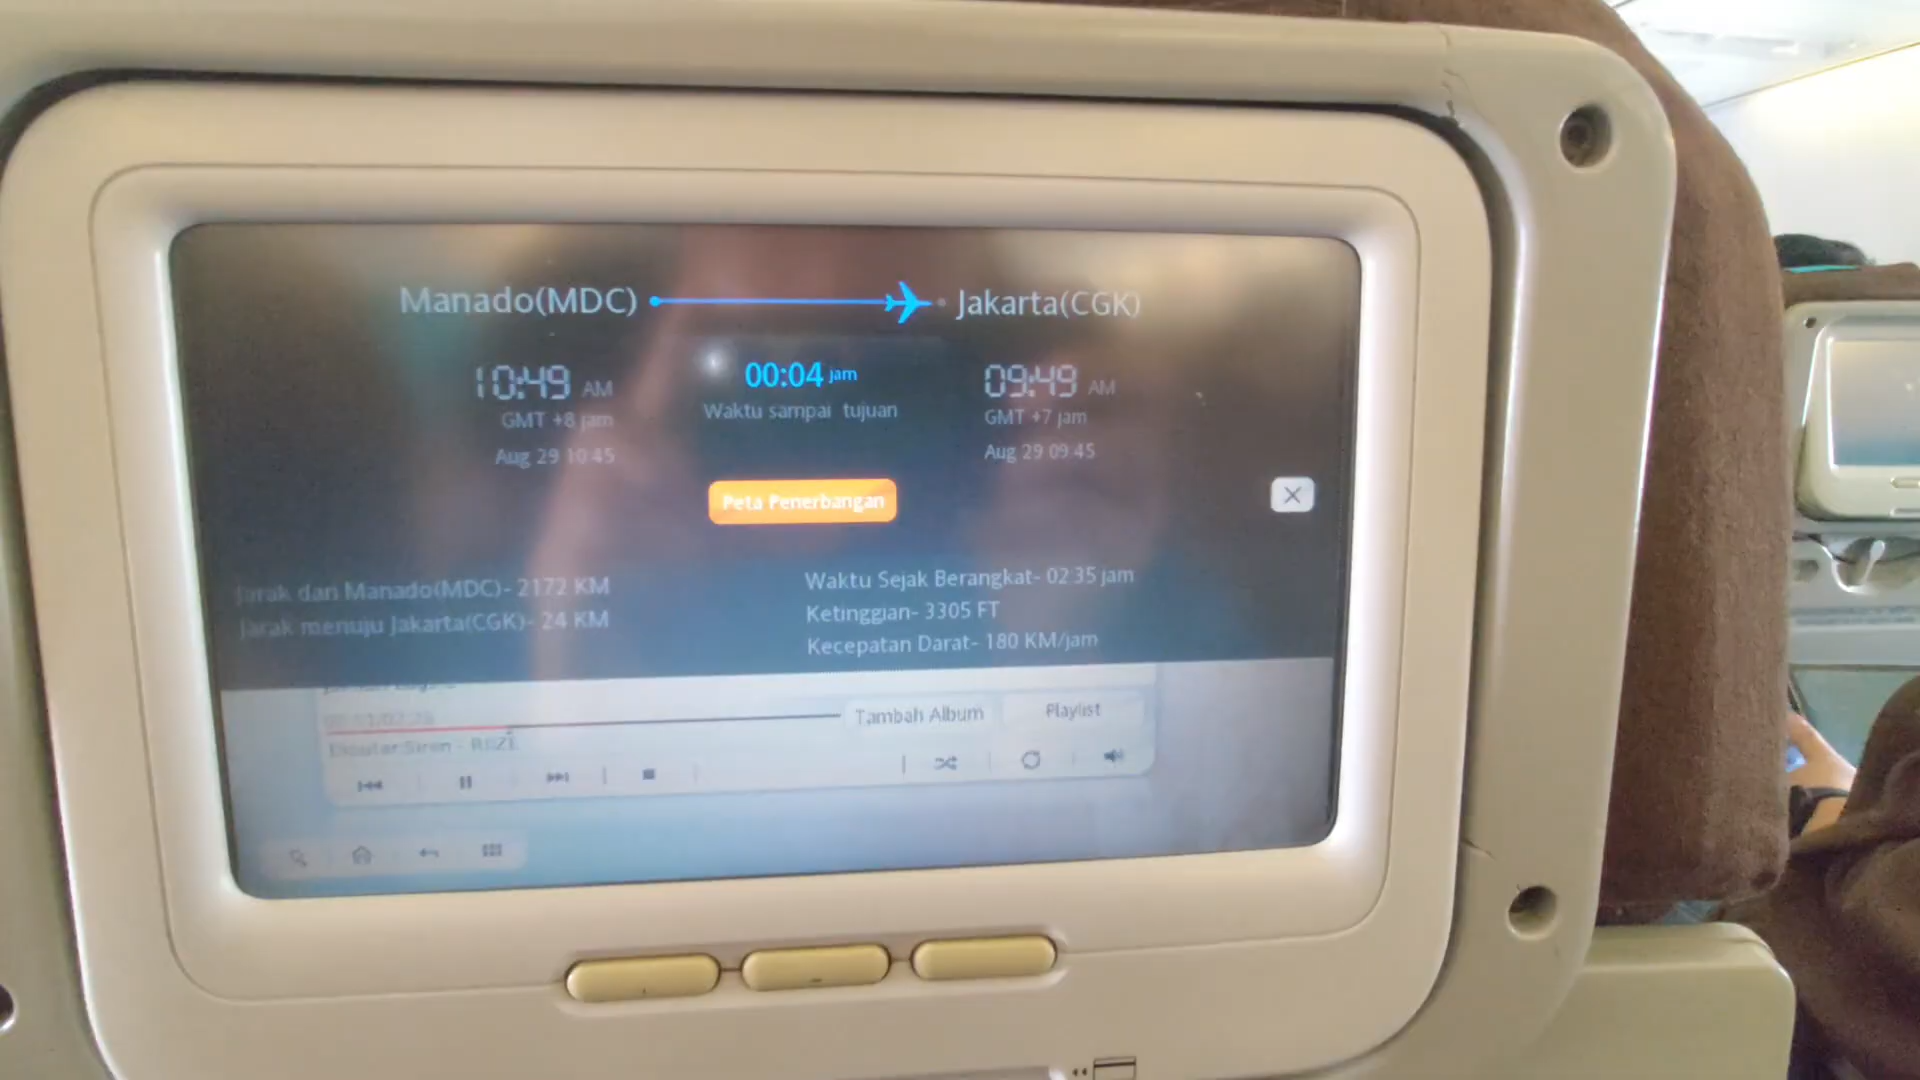 Manado(MDC) Jakarta(CGK)
10:49 AM
GMT +8 jam
Aug 29 10:45
00:04 jam
Waktu sampai tujuan
09:49 AM
GMT +7 jam
Aug 29 09:45
Peta Penerbangan
Jarak dari Manado(MDC)- 2172 KM
Jarak menuju Jakarta(CGK)- 24 KM
Waktu Sejak Berangkat- 02:35 jam
Ketinggian- 3305 FT
Kecepatan Darat- 180 KM/jam
Tambah Album
Playlist